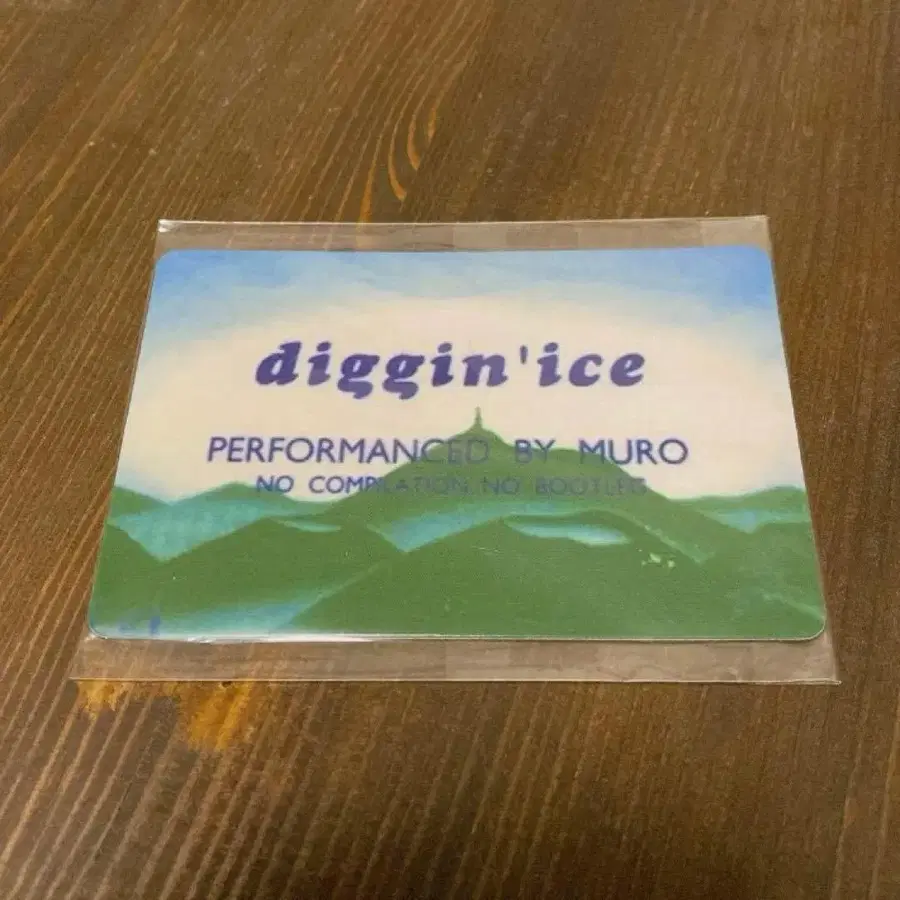 diggin'ice
PERFORMANCED BY MURO
NO COMPILATION NO BOOTLEG